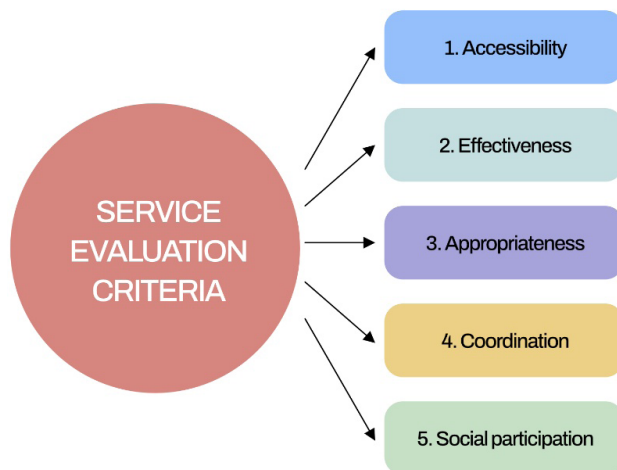 SERVICE
EVALUATION
CRITERIA
1. Accessibility
2. Effectiveness
3. Appropriateness
4. Coordination
5. Social participation